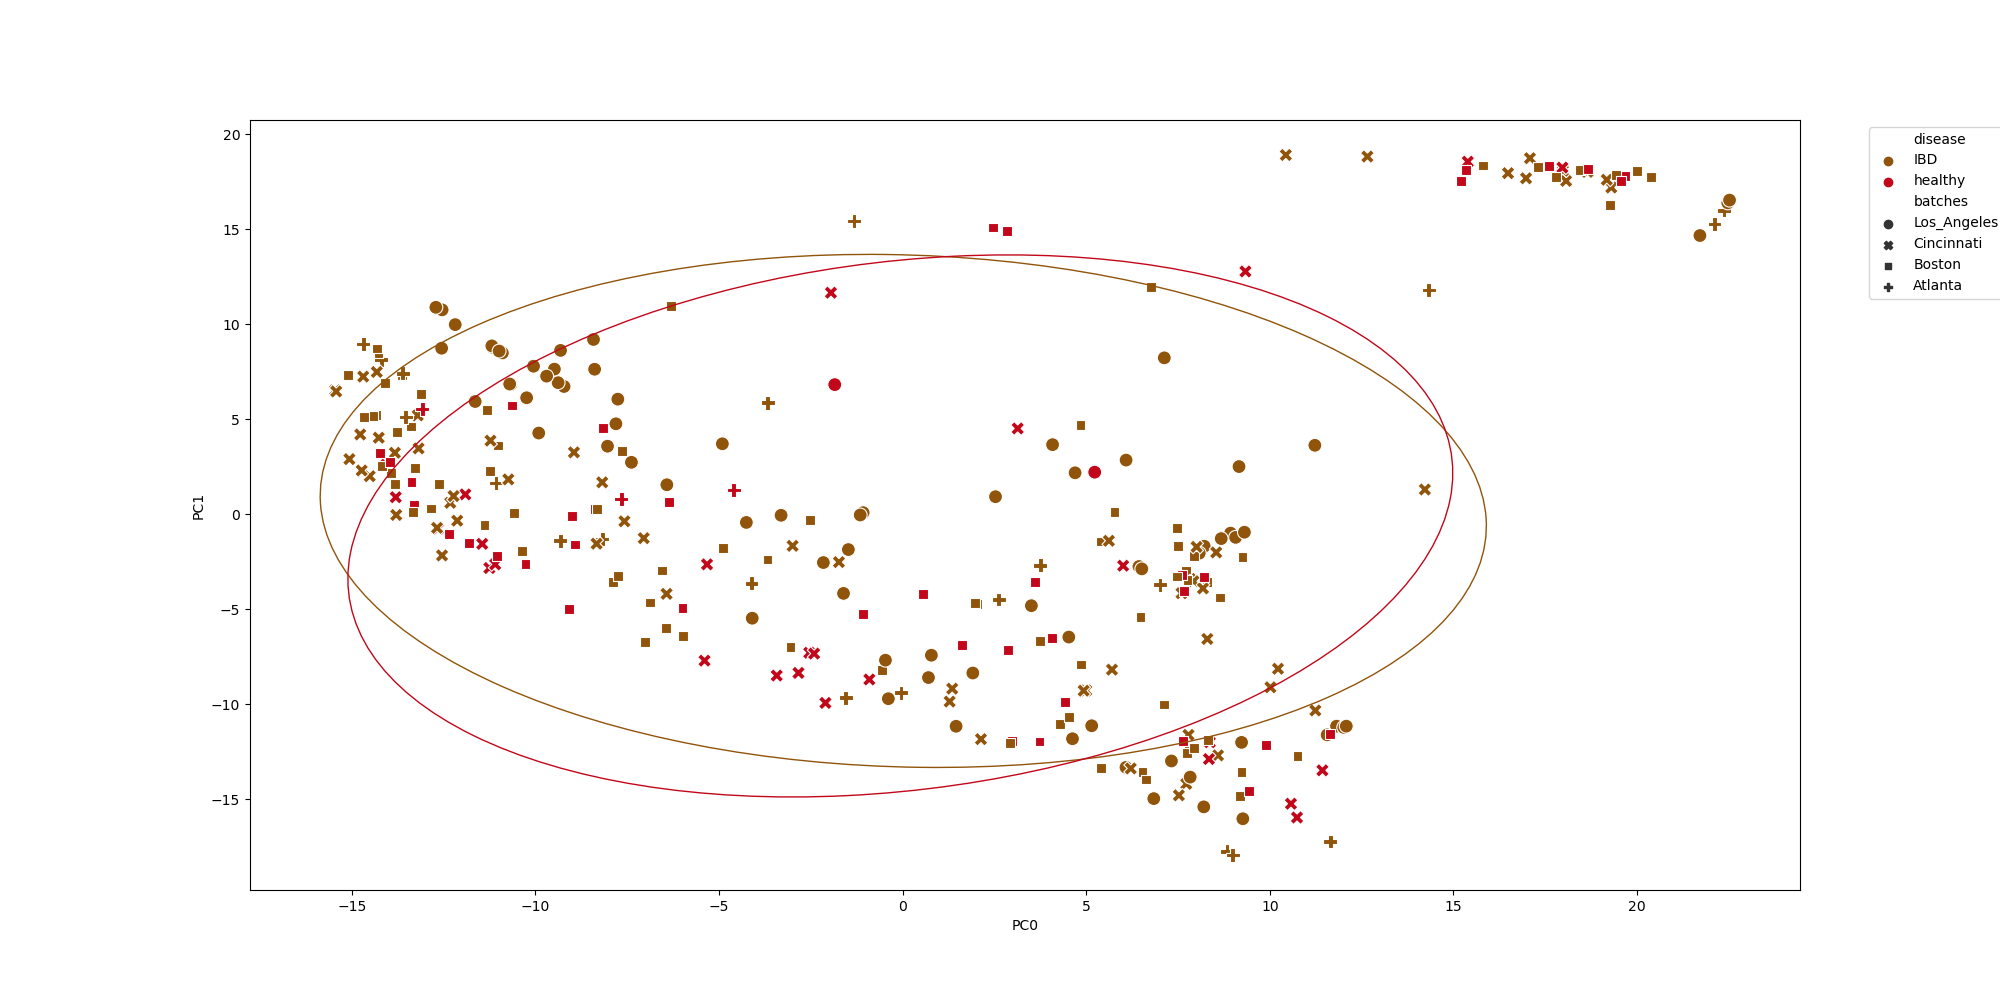 disease
IBD
healthy
batches
Los_Angeles
Cincinnati
Boston
Atlanta
20
15
10
5
0
−5
−10
−15
PC1
−15 −10 −5 0 5 10 15 20
PC0